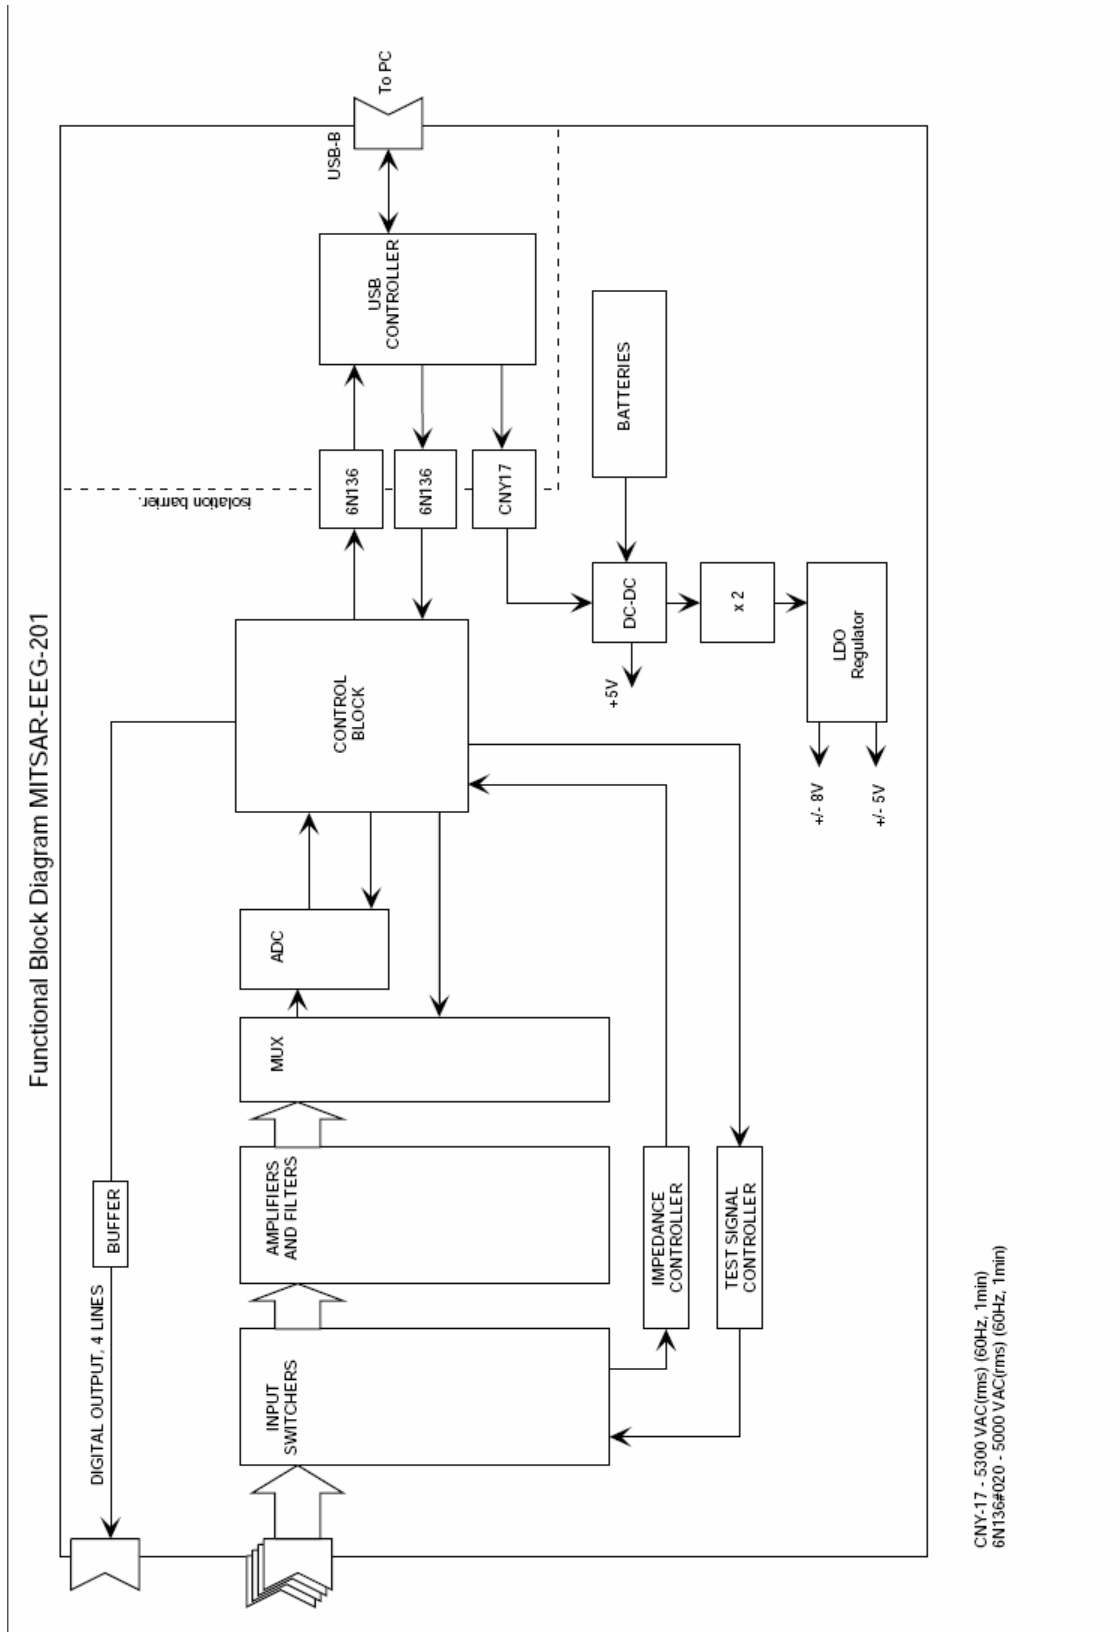 Functional Block Diagram MITSAR-EEG-201
DIGITAL OUTPUT, 4 LINES
BUFFER
isolation barrier.
USB-B
To PC
INPUT
SWITCHERS
AMPLIFIERS
AND FILTERS
MUX
ADC
CONTROL
BLOCK
6N136
6N136
CNY17
USB
CONTROLLER
IMPEDANCE
CONTROLLER
TEST SIGNAL
CONTROLLER
+5V
DC-DC
BATTERIES
x 2
+/- 8V
+/- 5V
LDO
Regulator
CNY-17 - 5300 VAC(rms) (60Hz, 1min)
6N136#020 - 5000 VAC(rms) (60Hz, 1min)